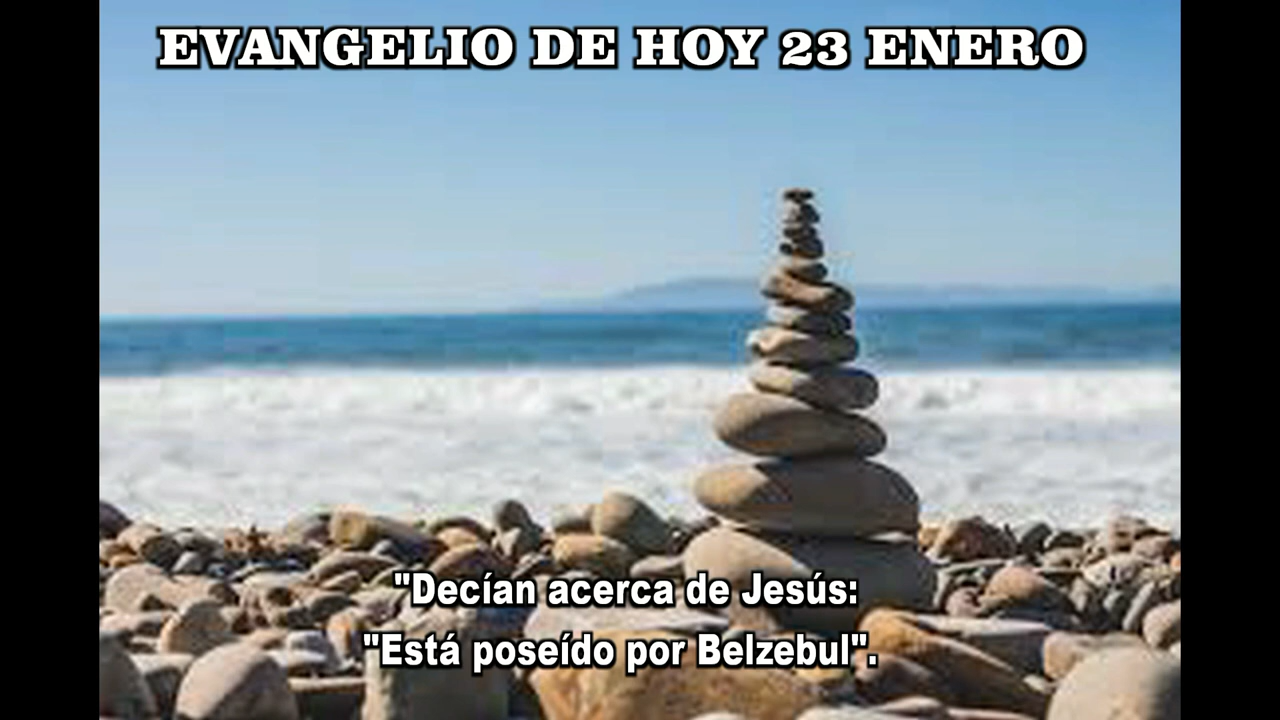 EVANGELIO DE HOY 23 ENERO
"Decían acerca de Jesús:
"Está poseído por Belzebul".